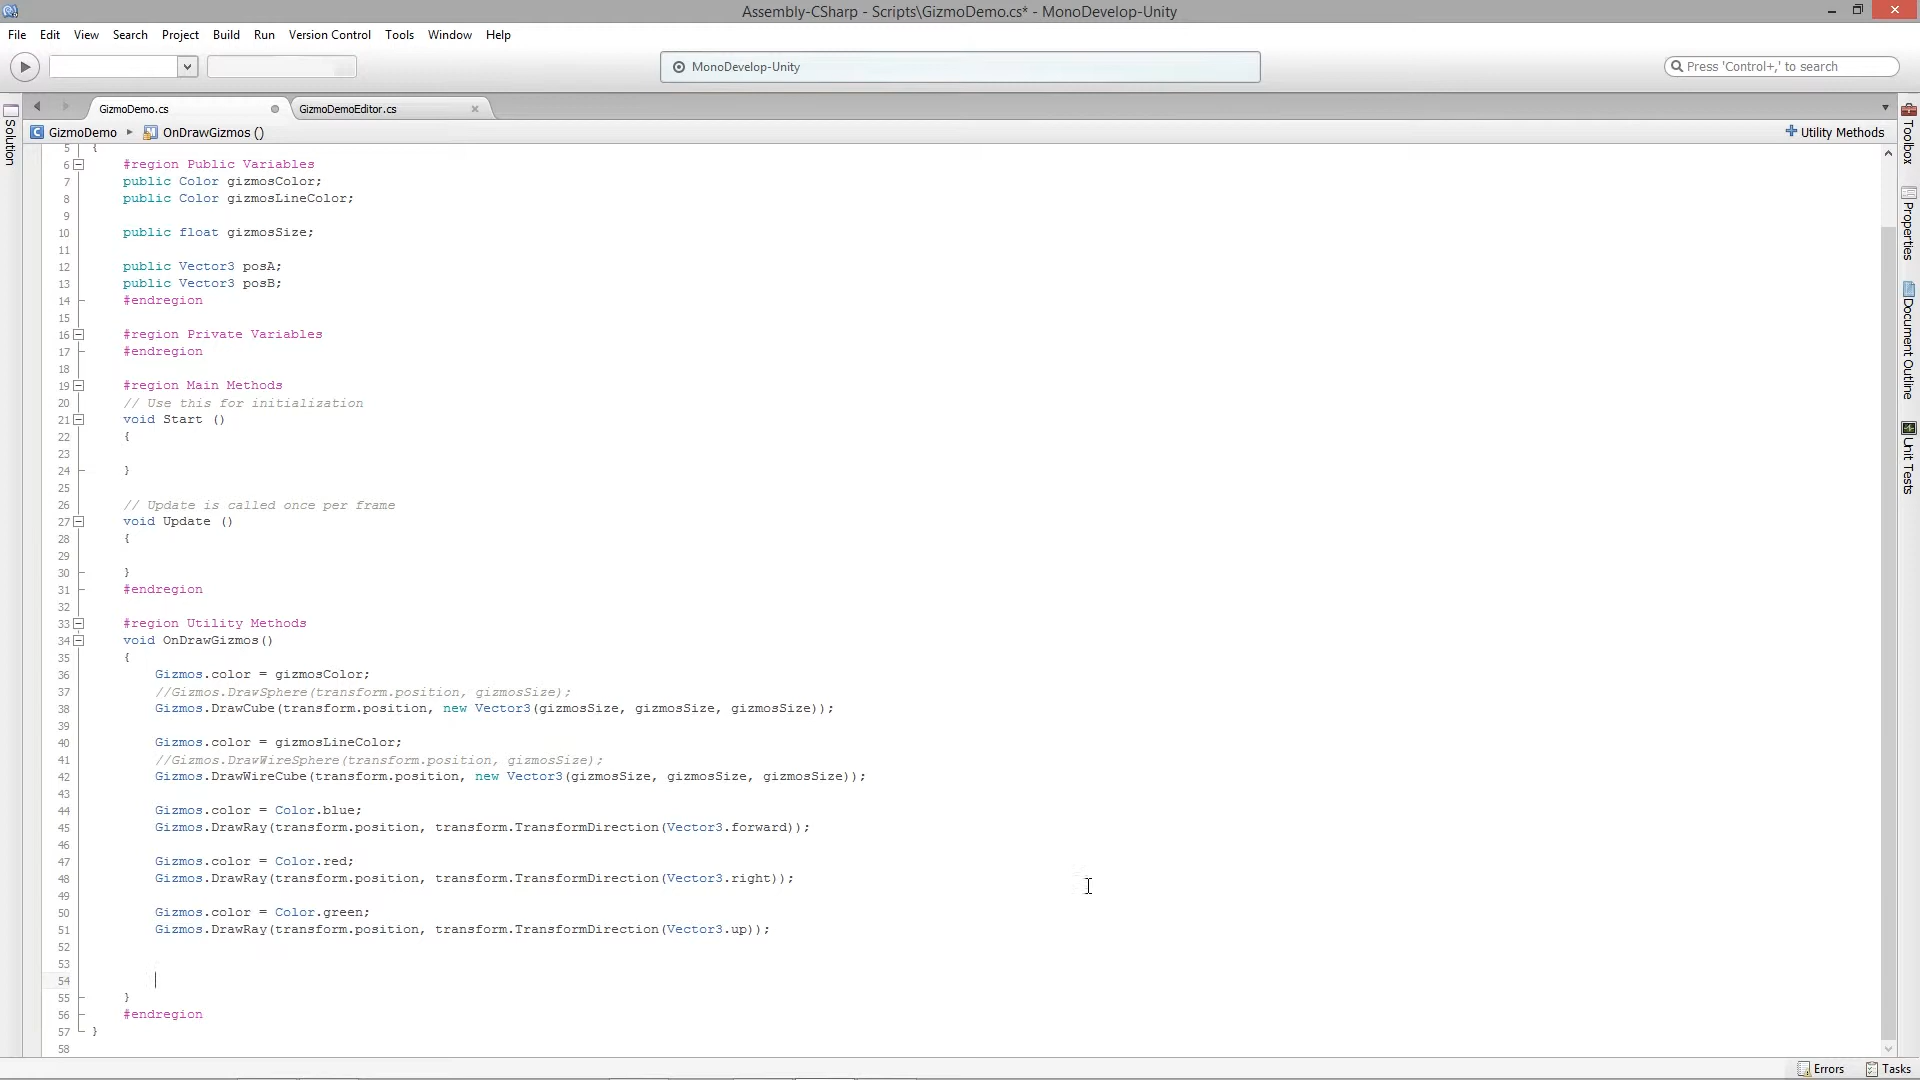 Assembly-CSharp - Scripts\GizmoDemo.cs* - MonoDevelop-Unity
File Edit View Search Project Build Run Version Control Tools Window Help
MonoDevelop-Unity
Press 'Control+,' to search
GizmoDemo.cs
GizmoDemoEditor.cs
GizmoDemo
OnDrawGizmos ()
Utility Methods
Solution
Toolbox
Properties
Document Outline
Unit Tests
5 {
6 #region Public Variables
7 public Color gizmosColor;
8 public Color gizmosLineColor;
9
10 public float gizmosSize;
11
12 public Vector3 posA;
13 public Vector3 posB;
14 #endregion
15
16 #region Private Variables
17 #endregion
18
19 #region Main Methods
20 // Use this for initialization
21 void Start ()
22 {
23
24 }
25
26 // Update is called once per frame
27 void Update ()
28 {
29
30 }
31 #endregion
32
33 #region Utility Methods
34 void OnDrawGizmos()
35 {
36 Gizmos.color = gizmosColor;
37 //Gizmos.DrawSphere(transform.position, gizmosSize);
38 Gizmos.DrawCube(transform.position, new Vector3(gizmosSize, gizmosSize, gizmosSize));
39
40 Gizmos.color = gizmosLineColor;
41 //Gizmos.DrawWireSphere(transform.position, gizmosSize);
42 Gizmos.DrawWireCube(transform.position, new Vector3(gizmosSize, gizmosSize, gizmosSize));
43
44 Gizmos.color = Color.blue;
45 Gizmos.DrawRay(transform.position, transform.TransformDirection(Vector3.forward));
46
47 Gizmos.color = Color.red;
48 Gizmos.DrawRay(transform.position, transform.TransformDirection(Vector3.right));
49
50 Gizmos.color = Color.green;
51 Gizmos.DrawRay(transform.position, transform.TransformDirection(Vector3.up));
52
53
54
55 }
56 #endregion
57 }
58
Errors Tasks